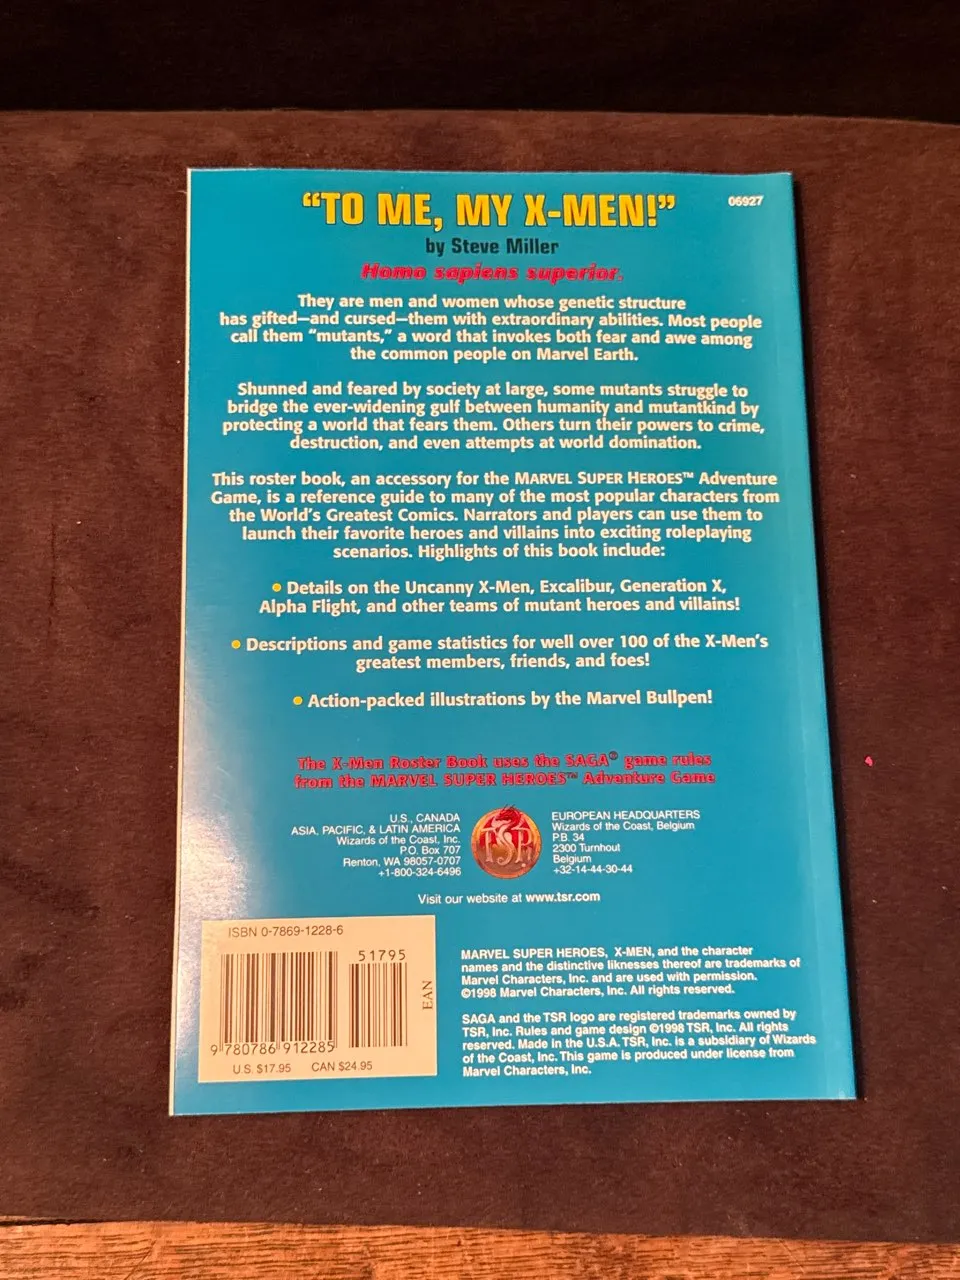 “TO ME, MY X-MEN!”
06927
by Steve Miller
Homo sapiens superior.
They are men and women whose genetic structure
has gifted—and cursed—them with extraordinary abilities. Most people
call them “mutants,” a word that invokes both fear and awe among
the common people on Marvel Earth.
Shunned and feared by society at large, some mutants struggle to
bridge the ever-widening gulf between humanity and mutantkind by
protecting a world that fears them. Others turn their powers to crime,
destruction, and even attempts at world domination.
This roster book, an accessory for the MARVEL SUPER HEROES™ Adventure
Game, is a reference guide to many of the most popular characters from
the World's Greatest Comics. Narrators and players can use them to
launch their favorite heroes and villains into exciting roleplaying
scenarios. Highlights of this book include:
• Details on the Uncanny X-Men, Excalibur, Generation X,
Alpha Flight, and other teams of mutant heroes and villains!
• Descriptions and game statistics for well over 100 of the X-Men's
greatest members, friends, and foes!
• Action-packed illustrations by the Marvel Bullpen!
The X-Men Roster Book uses the SAGA® game rules
from the MARVEL SUPER HEROES™ Adventure Game
U.S., CANADA
ASIA, PACIFIC, & LATIN AMERICA
Wizards of the Coast, Inc.
P.O. Box 707
Renton, WA 98057-0707
+1-800-324-6496
TSR
EUROPEAN HEADQUARTERS
Wizards of the Coast, Belgium
P.B. 34
2300 Turnhout
Belgium
+32-14-44-30-44
Visit our website at www.tsr.com
ISBN 0-7869-1228-6
51795
EAN
9 780786 912285
U.S. $17.95 CAN $24.95
MARVEL SUPER HEROES, X-MEN, and the character
names and the distinctive liknesses thereof are trademarks of
Marvel Characters, Inc. and are used with permission.
©1998 Marvel Characters, Inc. All rights reserved.
SAGA and the TSR logo are registered trademarks owned by
TSR, Inc. Rules and game design ©1998 TSR, Inc. All rights
reserved. Made in the U.S.A. TSR, Inc. is a subsidiary of Wizards
of the Coast, Inc. This game is produced under license from
Marvel Characters, Inc.